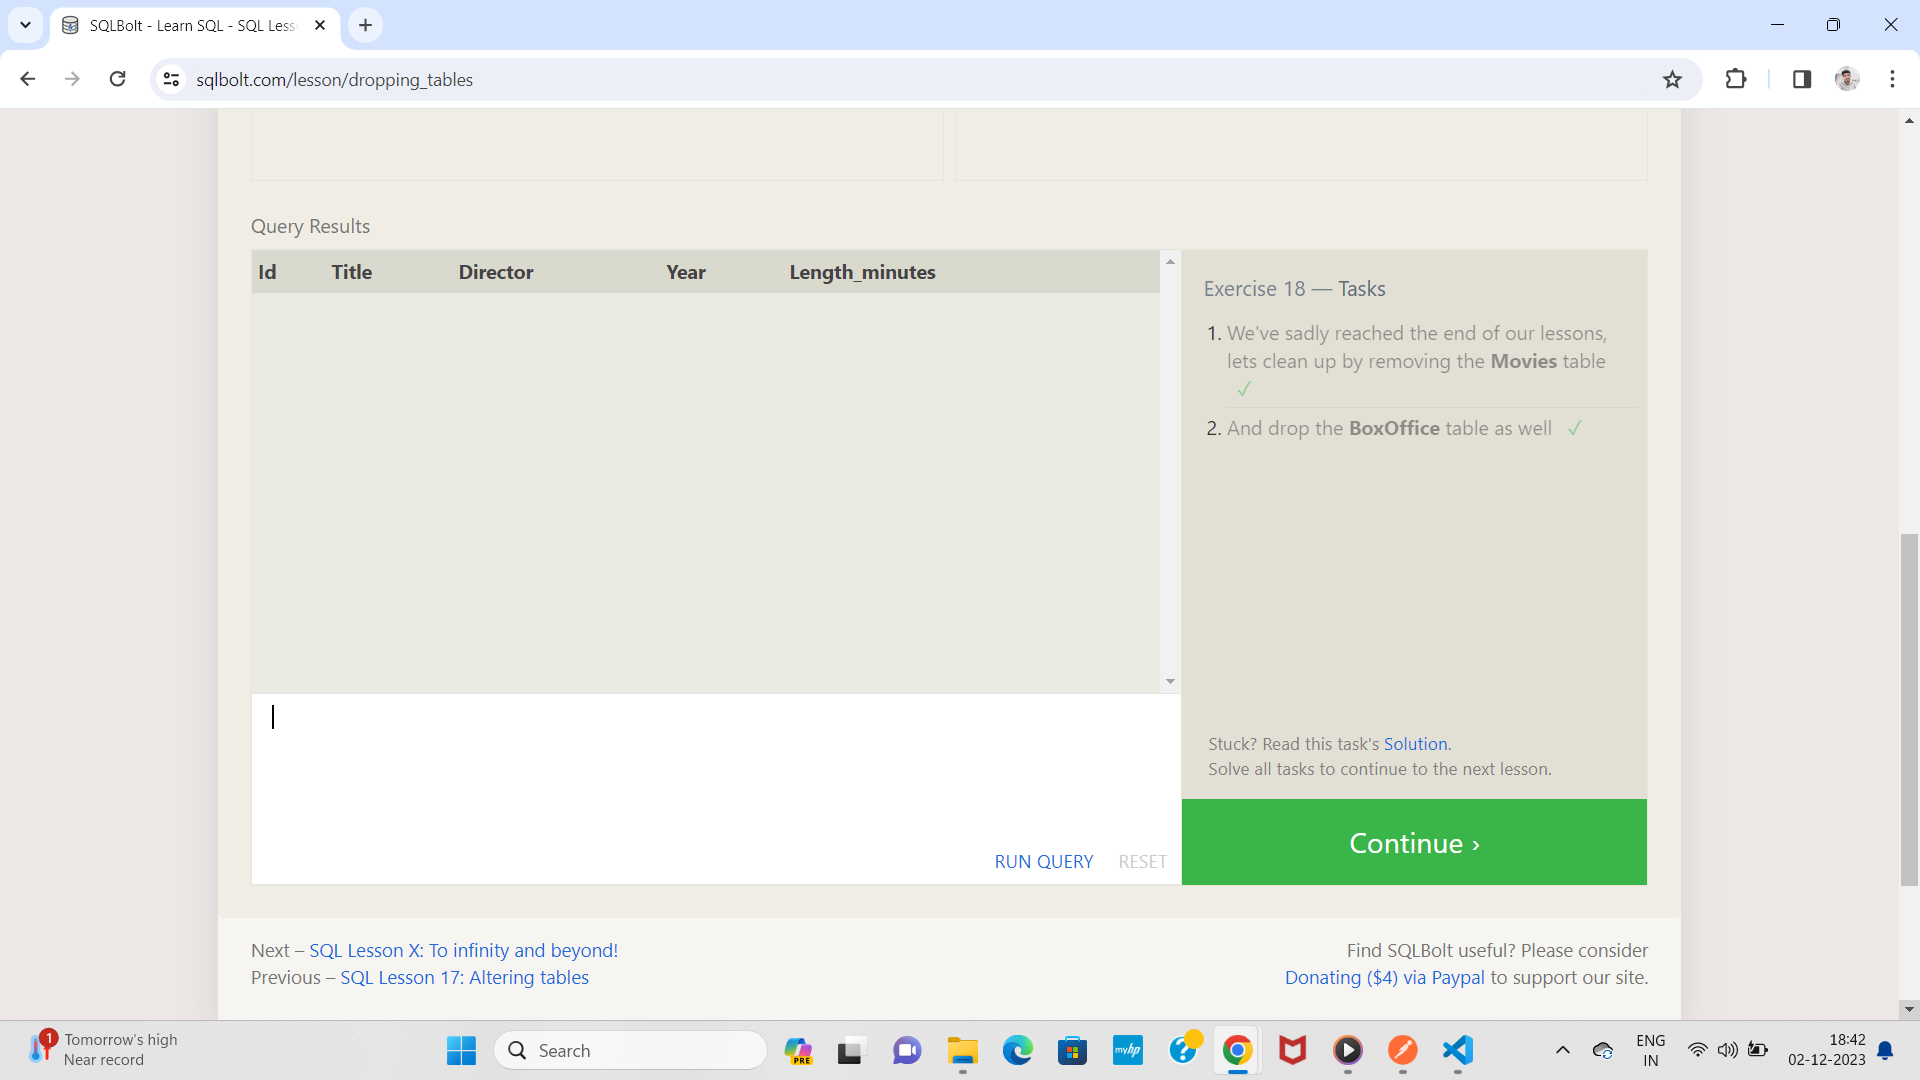 SQLBolt - Learn SQL - SQL Less
sqlbolt.com/lesson/dropping_tables
Query Results
Id Title Director Year Length_minutes
Exercise 18 — Tasks
1. We've sadly reached the end of our lessons,
lets clean up by removing the Movies table
✓
2. And drop the BoxOffice table as well ✓
Stuck? Read this task's Solution.
Solve all tasks to continue to the next lesson.
RUN QUERY RESET
Continue ›
Next – SQL Lesson X: To infinity and beyond!
Previous – SQL Lesson 17: Altering tables
Find SQLBolt useful? Please consider
Donating ($4) via Paypal to support our site.
1
Tomorrow's high
Near record
Search
PRE
myhp
ENG
IN
18:42
02-12-2023